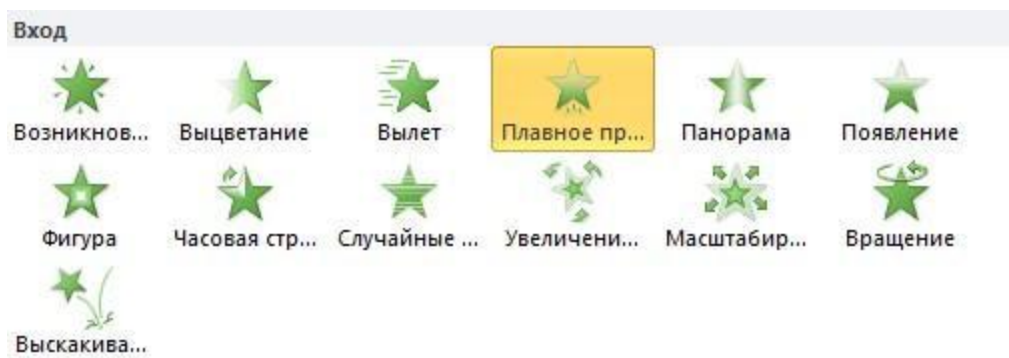 Вход
Возникнов... Выцветание Вылет Плавное пр... Панорама Появление
Фигура Часовая стр... Случайные ... Увеличени... Масштабир... Вращение
Выскакива...